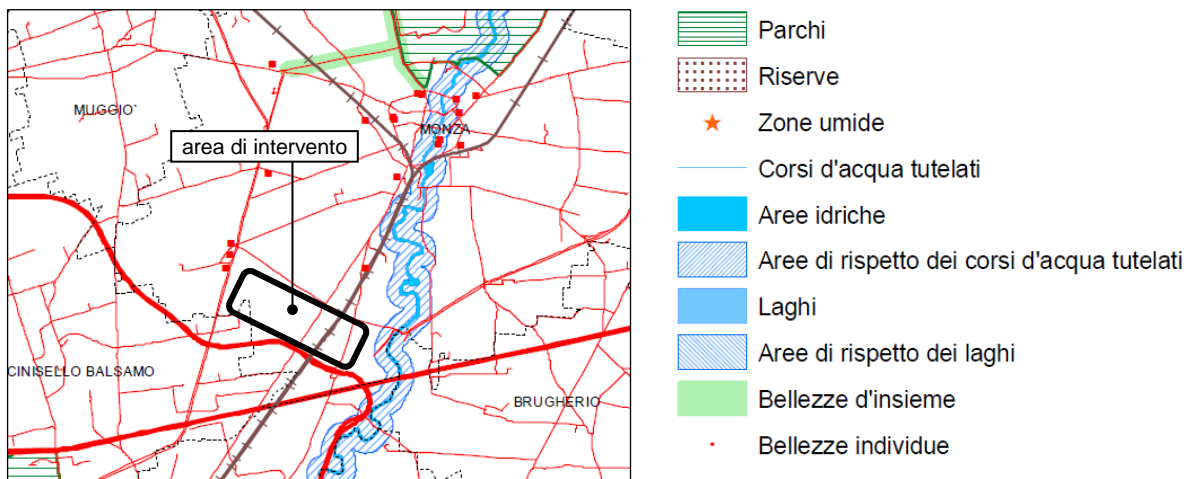 MUGGIO`
area di intervento
MONZA
CINISELLO BALSAMO
BRUGHERIO
Parchi
Riserve
Zone umide
Corsi d'acqua tutelati
Aree idriche
Aree di rispetto dei corsi d'acqua tutelati
Laghi
Aree di rispetto dei laghi
Bellezze d'insieme
Bellezze individue